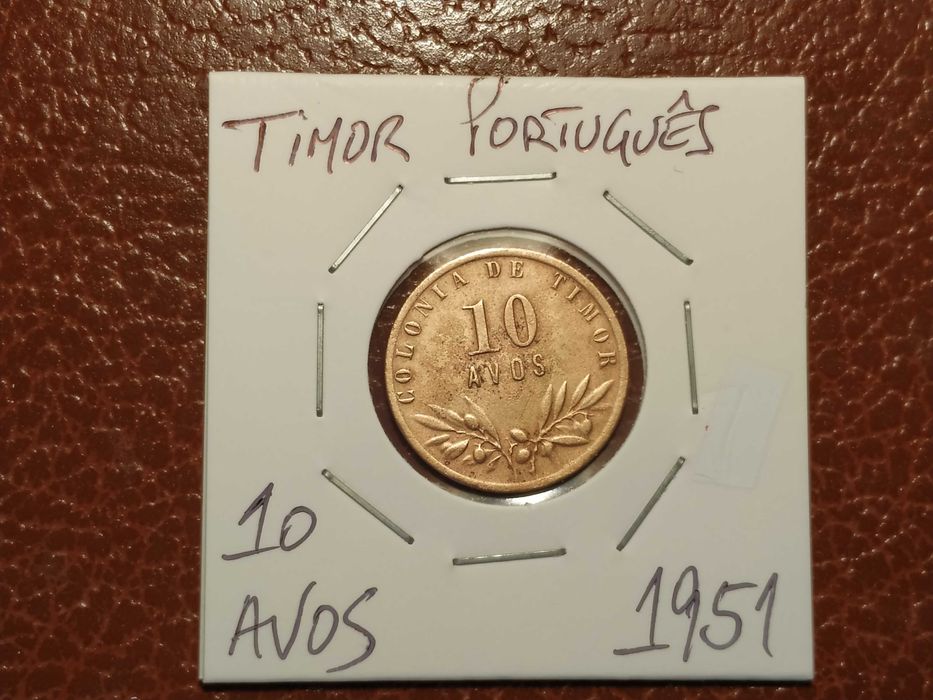 TIMOR PORTUGUÊS
COLONIA DE TIMOR
10
AVOS
10
AVOS
1951